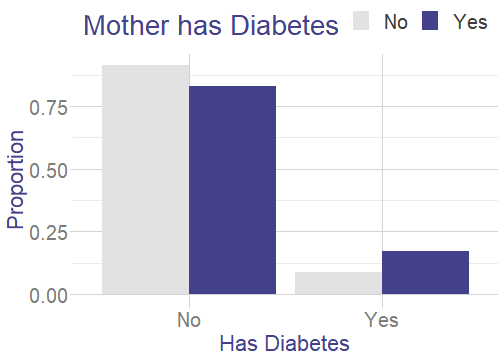 Mother has Diabetes No Yes
Proportion
0.75
0.50
0.25
0.00
No Yes
Has Diabetes